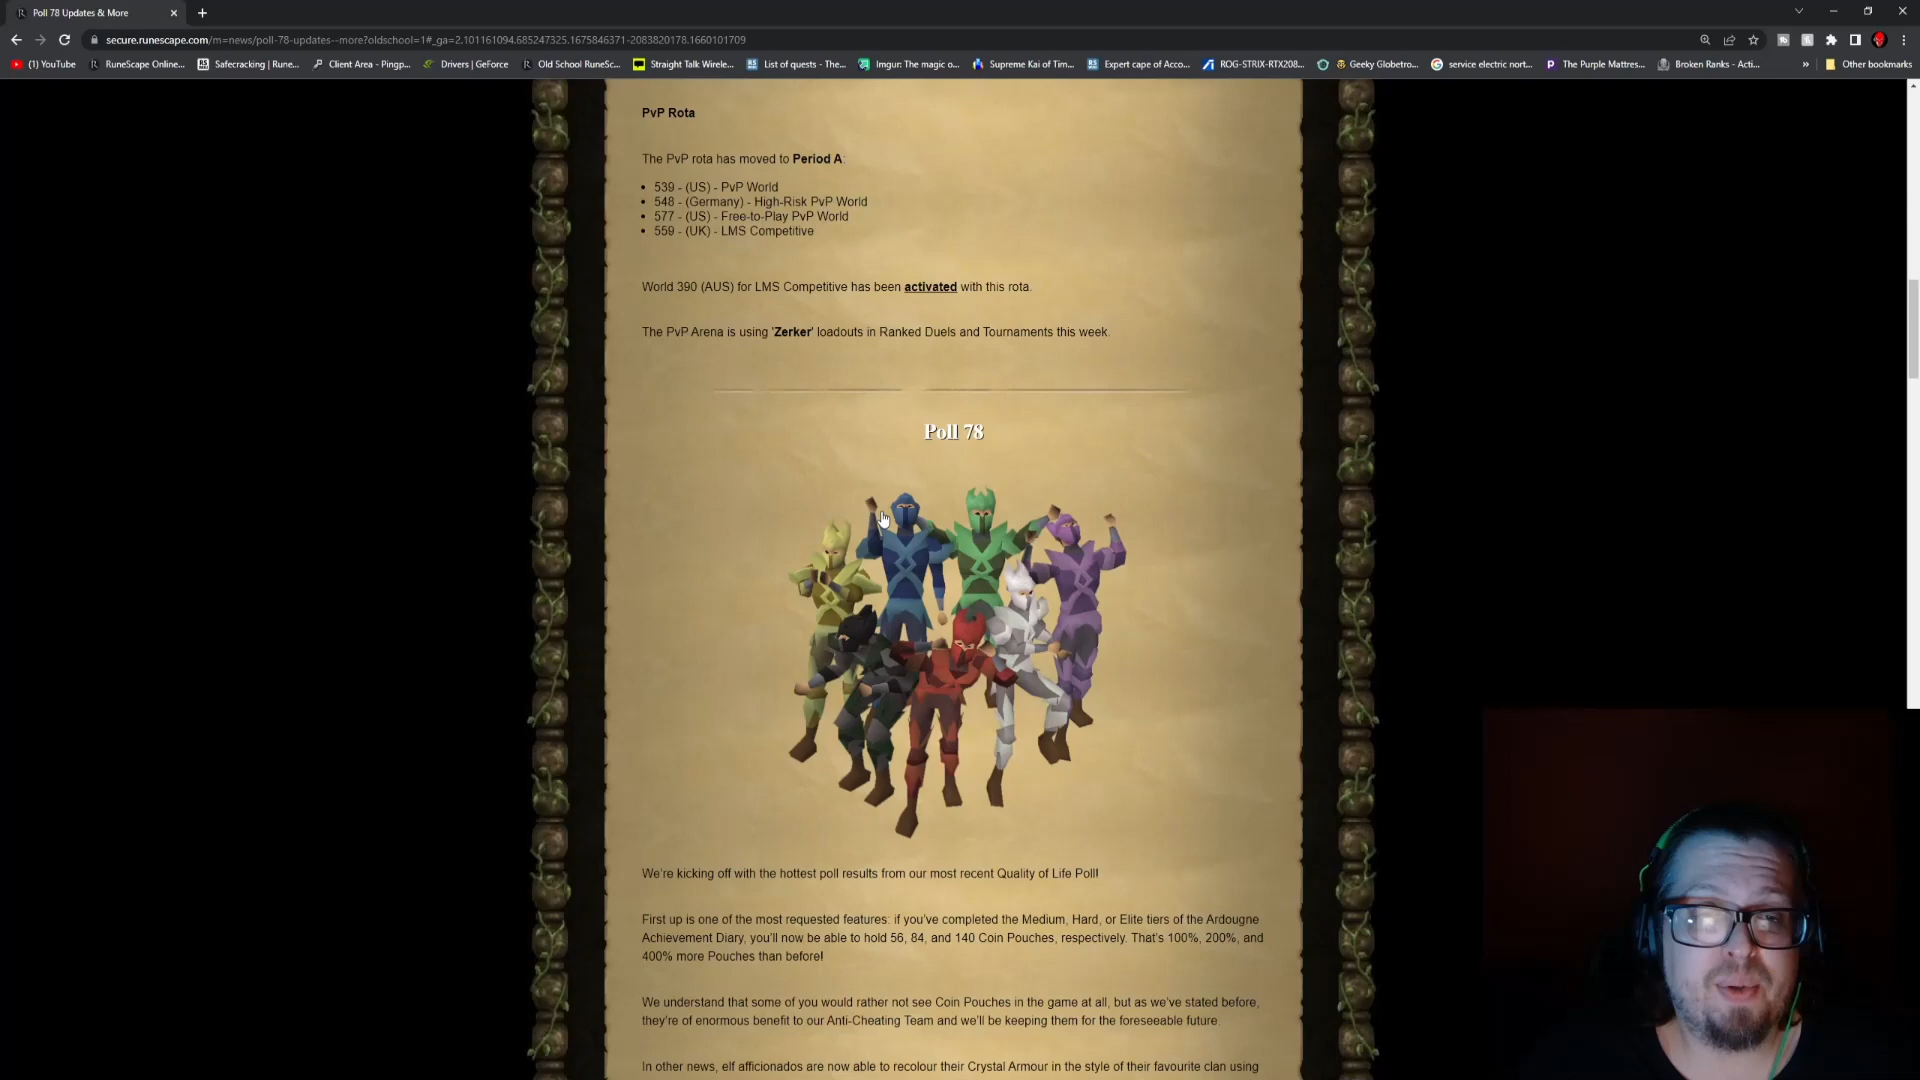 Poll 78 Updates & More
secure.runescape.com/m=news/poll-78-updates--more?oldschool=1#_ga=2.101161094.685247325.1675846371-2083820178.1660101709
(1) YouTube
RuneScape Online...
Safecracking | Rune...
Client Area - Pingp...
Drivers | GeForce
Old School RuneSc...
Straight Talk Wirele...
List of quests - The...
Imgur: The magic o...
Supreme Kai of Tim...
Expert cape of Acco...
ROG-STRIX-RTX208...
Geeky Globetro...
service electric nort...
The Purple Mattres...
Broken Ranks - Acti...
»
Other bookmarks
PvP Rota
The PvP rota has moved to Period A:
• 539 - (US) - PvP World
• 548 - (Germany) - High-Risk PvP World
• 577 - (US) - Free-to-Play PvP World
• 559 - (UK) - LMS Competitive
World 390 (AUS) for LMS Competitive has been activated with this rota.
The PvP Arena is using 'Zerker' loadouts in Ranked Duels and Tournaments this week.
Poll 78
We're kicking off with the hottest poll results from our most recent Quality of Life Poll!
First up is one of the most requested features: if you've completed the Medium, Hard, or Elite tiers of the Ardougne
Achievement Diary, you'll now be able to hold 56, 84, and 140 Coin Pouches, respectively. That's 100%, 200%, and
400% more Pouches than before!
We understand that some of you would rather not see Coin Pouches in the game at all, but as we've stated before,
they're of enormous benefit to our Anti-Cheating Team and we'll be keeping them for the foreseeable future.
In other news, elf afficionados are now able to recolour their Crystal Armour in the style of their favourite clan using